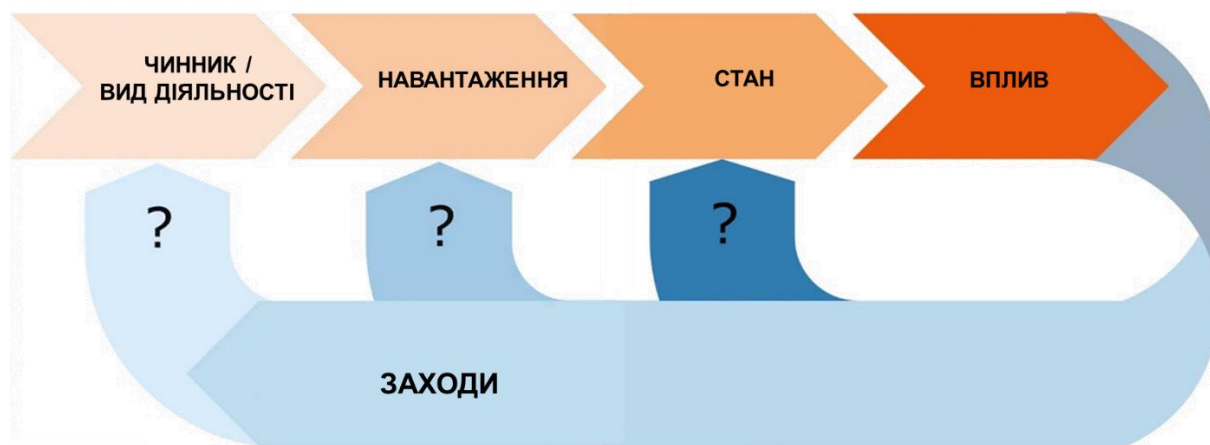 ЧИННИК /
ВИД ДІЯЛЬНОСТІ
НАВАНТАЖЕННЯ
СТАН
ВПЛИВ
?
?
?
ЗАХОДИ